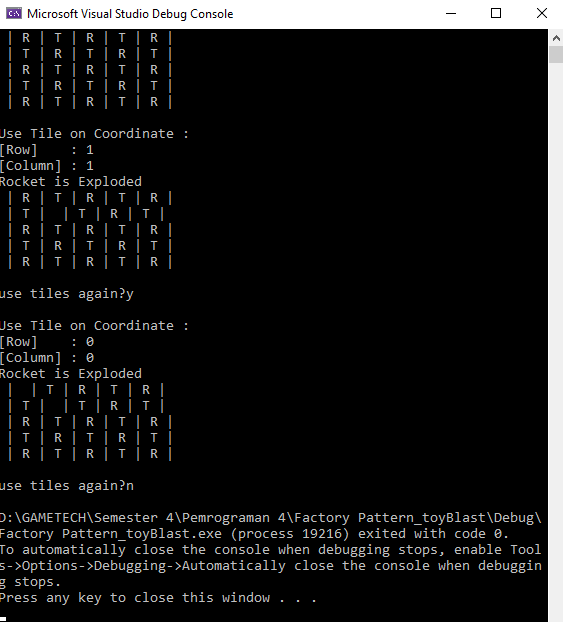 Microsoft Visual Studio Debug Console
| R | T | R | T | R |
| T | R | T | R | T |
| R | T | R | T | R |
| T | R | T | R | T |
| R | T | R | T | R |
Use Tile on Coordinate :
[Row]    : 1
[Column] : 1
Rocket is Exploded
| R | T | R | T | R |
| T |  | T | R | T |
| R | T | R | T | R |
| T | R | T | R | T |
| R | T | R | T | R |
use tiles again?y
Use Tile on Coordinate :
[Row]    : 0
[Column] : 0
Rocket is Exploded
|  | T | R | T | R |
| T |  | T | R | T |
| R | T | R | T | R |
| T | R | T | R | T |
| R | T | R | T | R |
use tiles again?n
D:\GAMETECH\Semester 4\Pemrograman 4\Factory Pattern_toyBlast\Debug\
Factory Pattern_toyBlast.exe (process 19216) exited with code 0.
To automatically close the console when debugging stops, enable Tool
s->Options->Debugging->Automatically close the console when debuggin
g stops.
Press any key to close this window . . .